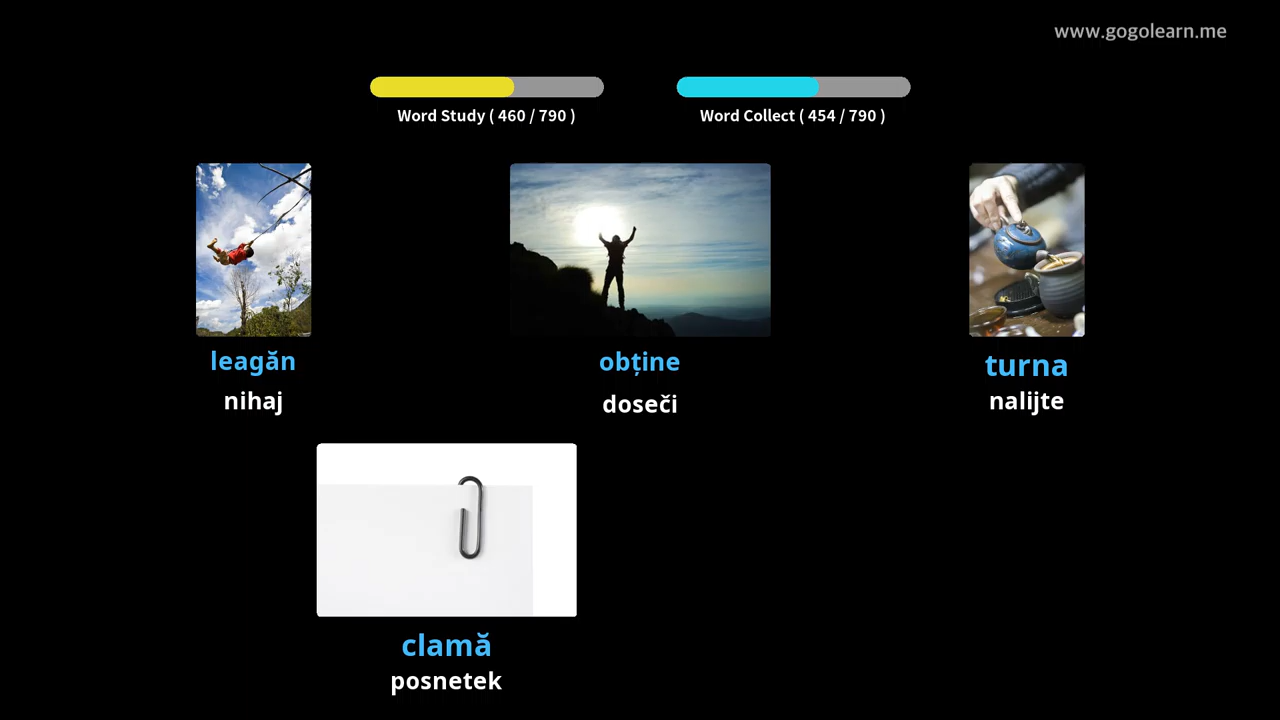 www.gogolearn.me
Word Study ( 460 / 790 )
Word Collect ( 454 / 790 )
leagăn
obține
turna
nihaj
doseči
nalijte
clamă
posnetek